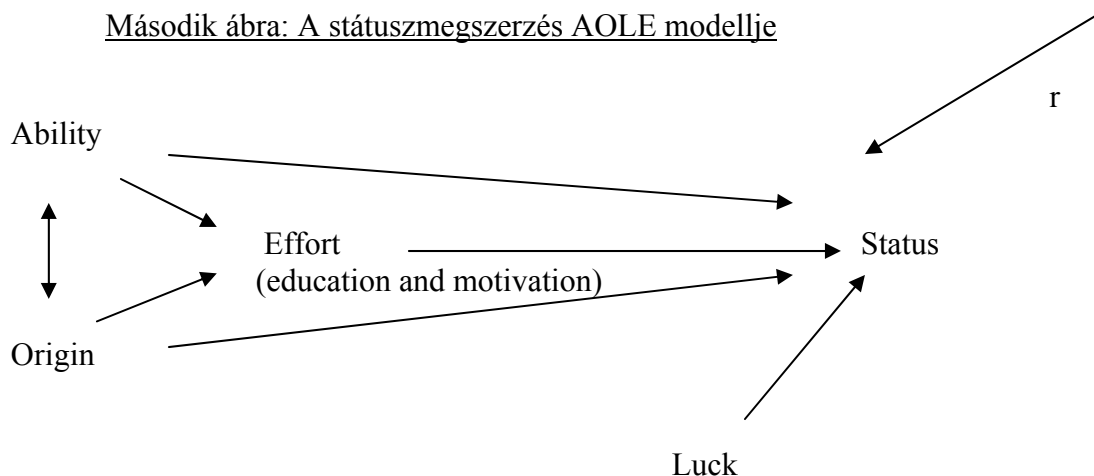 Második ábra: A státuszmegszerzés AOLE modellje
r
Ability
Effort
Status
(education and motivation)
Origin
Luck